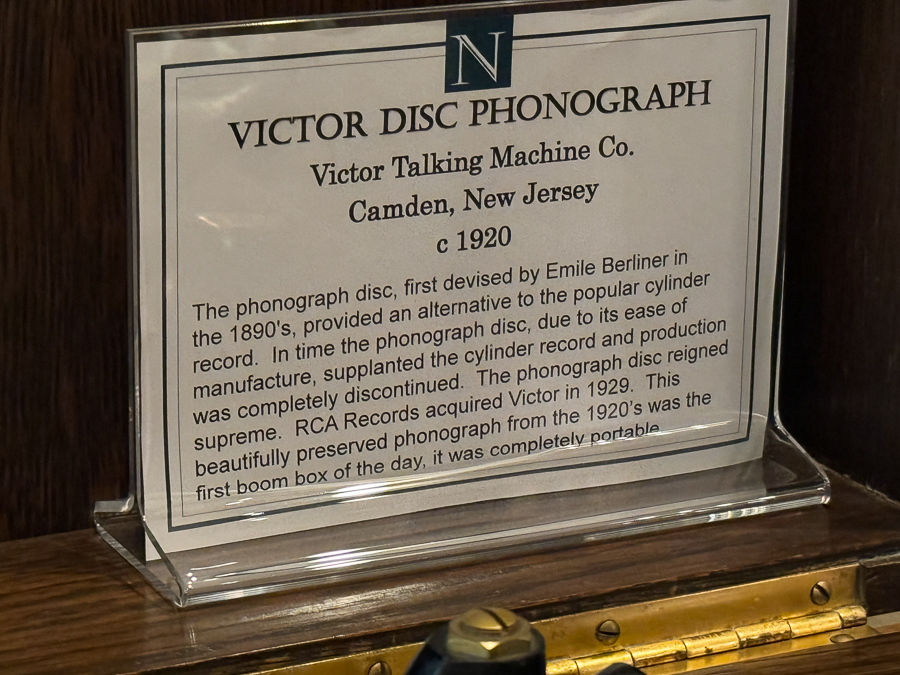 N
VICTOR DISC PHONOGRAPH
Victor Talking Machine Co.
Camden, New Jersey
c 1920
The phonograph disc, first devised by Emile Berliner in
the 1890's, provided an alternative to the popular cylinder
record. In time the phonograph disc, due to its ease of
manufacture, supplanted the cylinder record and production
was completely discontinued. The phonograph disc reigned
supreme. RCA Records acquired Victor in 1929. This
beautifully preserved phonograph from the 1920's was the
first boom box of the day, it was completely portable